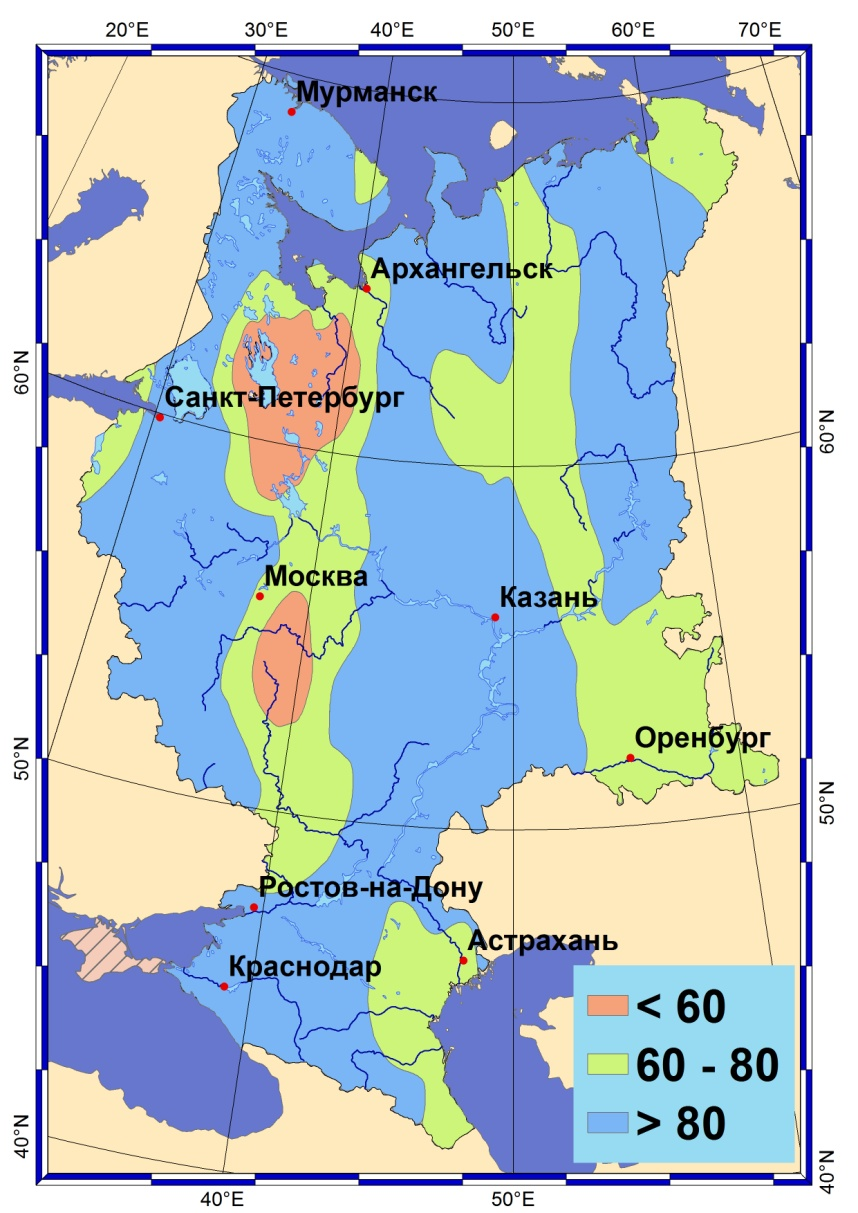 20°E 30°E 40°E 50°E 60°E 70°E
Мурманск
Архангельск
60°N
Санкт-Петербург
60°N
Москва
Казань
Оренбург
50°N
50°N
Ростов-на-Дону
Астрахань
Краснодар
< 60
60 - 80
> 80
40°N
40°N
40°E 50°E